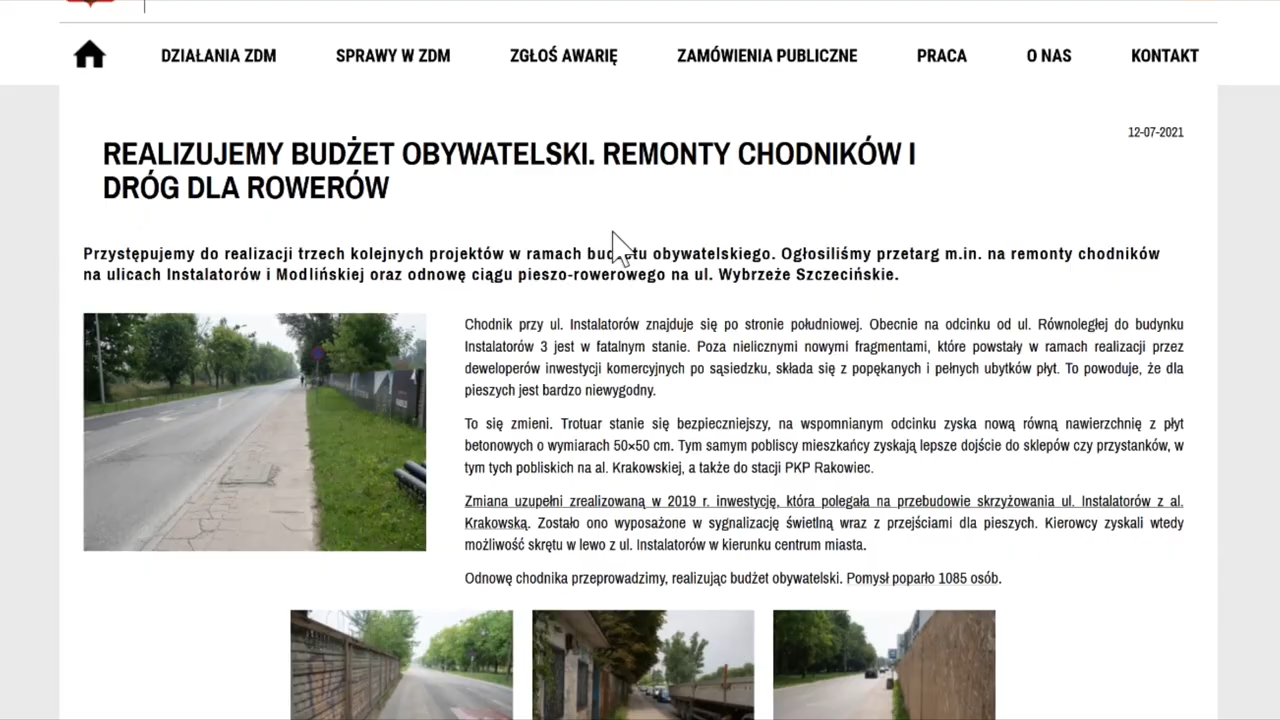 DZIAŁANIA ZDM SPRAWY W ZDM ZGŁOŚ AWARIĘ ZAMÓWIENIA PUBLICZNE PRACA O NAS KONTAKT
12-07-2021
REALIZUJEMY BUDŻET OBYWATELSKI. REMONTY CHODNIKÓW I
DRÓG DLA ROWERÓW
Przystępujemy do realizacji trzech kolejnych projektów w ramach budżetu obywatelskiego. Ogłosiliśmy przetarg m.in. na remonty chodników
na ulicach Instalatorów i Modlińskiej oraz odnowę ciągu pieszo-rowerowego na ul. Wybrzeże Szczecińskie.
Chodnik przy ul. Instalatorów znajduje się po stronie południowej. Obecnie na odcinku od ul. Równoległej do budynku
Instalatorów 3 jest w fatalnym stanie. Poza nielicznymi nowymi fragmentami, które powstały w ramach realizacji przez
deweloperów inwestycji komercyjnych po sąsiedzku, składa się z popękanych i pełnych ubytków płyt. To powoduje, że dla
pieszych jest bardzo niewygodny.
To się zmieni. Trotuar stanie się bezpieczniejszy, na wspomnianym odcinku zyska nową równą nawierzchnię z płyt
betonowych o wymiarach 50×50 cm. Tym samym pobliscy mieszkańcy zyskają lepsze dojście do sklepów czy przystanków, w
tym tych pobliskich na al. Krakowskiej, a także do stacji PKP Rakowiec.
Zmiana uzupełni zrealizowaną w 2019 r. inwestycję, która polegała na przebudowie skrzyżowania ul. Instalatorów z al.
Krakowską. Zostało ono wyposażone w sygnalizację świetlną wraz z przejściami dla pieszych. Kierowcy zyskali wtedy
możliwość skrętu w lewo z ul. Instalatorów w kierunku centrum miasta.
Odnowę chodnika przeprowadzimy, realizując budżet obywatelski. Pomysł poparło 1085 osób.